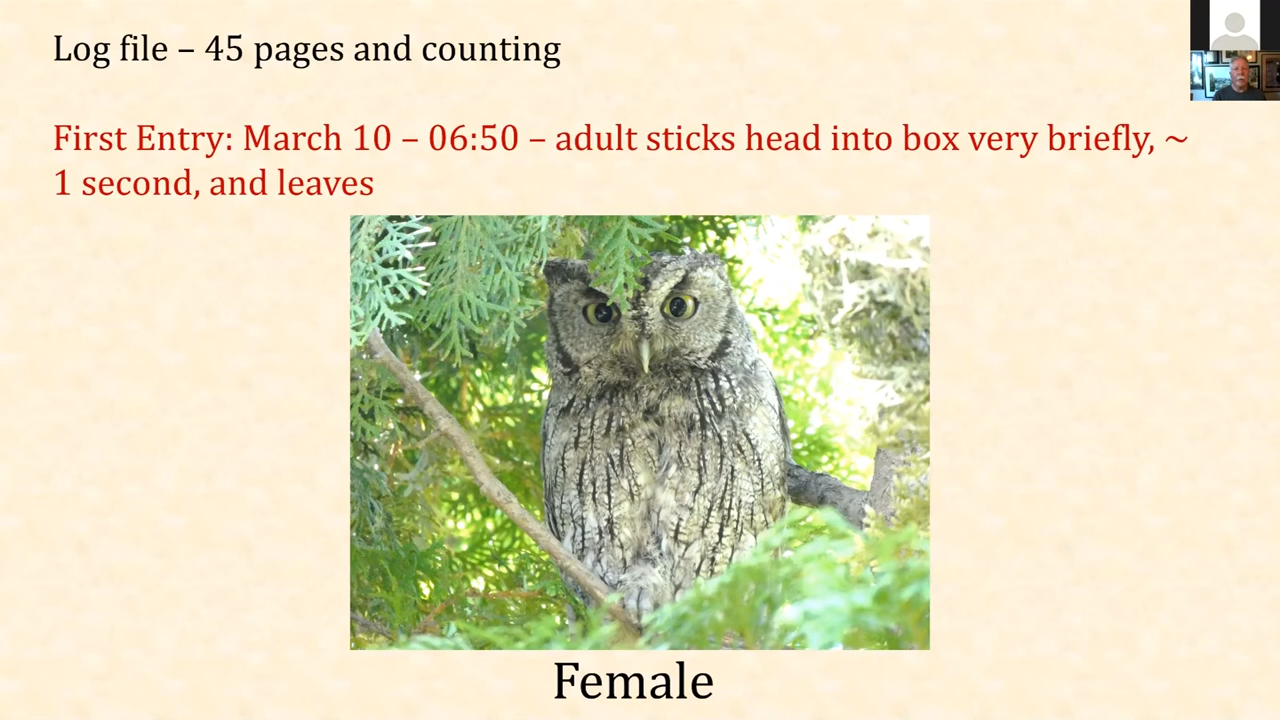 Log file – 45 pages and counting
First Entry: March 10 – 06:50 – adult sticks head into box very briefly, ~
1 second, and leaves
Female